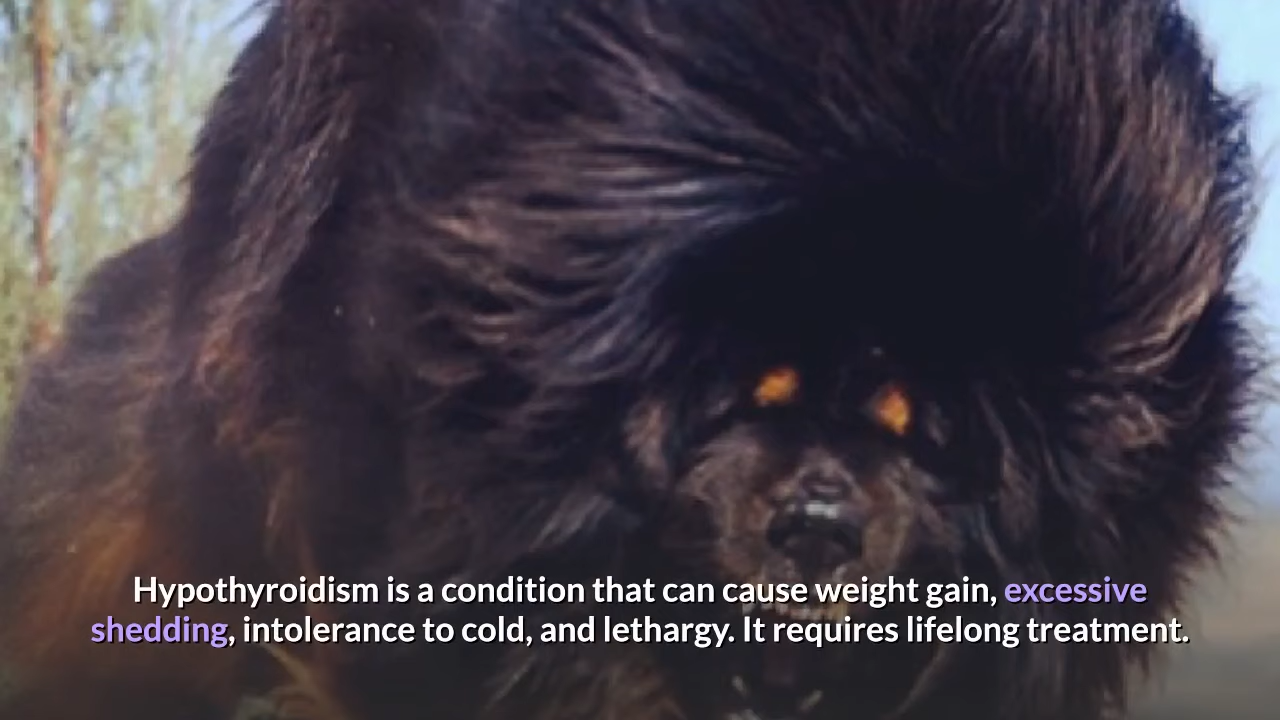 Hypothyroidism is a condition that can cause weight gain, excessive
shedding, intolerance to cold, and lethargy. It requires lifelong treatment.